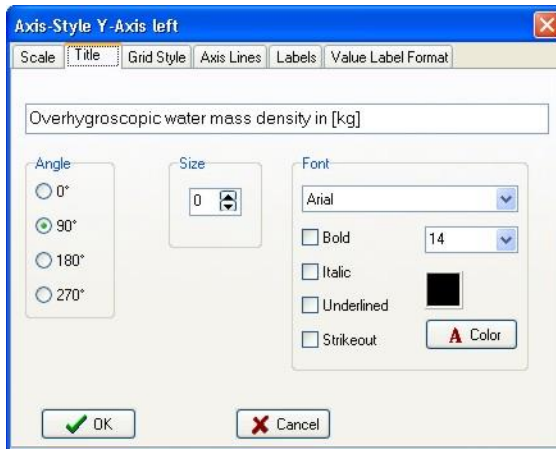 Axis-Style Y-Axis left
Scale Title Grid Style Axis Lines Labels Value Label Format
Overhygroscopic water mass density in [kg]
Angle
0°
90°
180°
270°
Size
0
Font
Arial
Bold 14
Italic
Underlined
Strikeout
A Color
OK Cancel